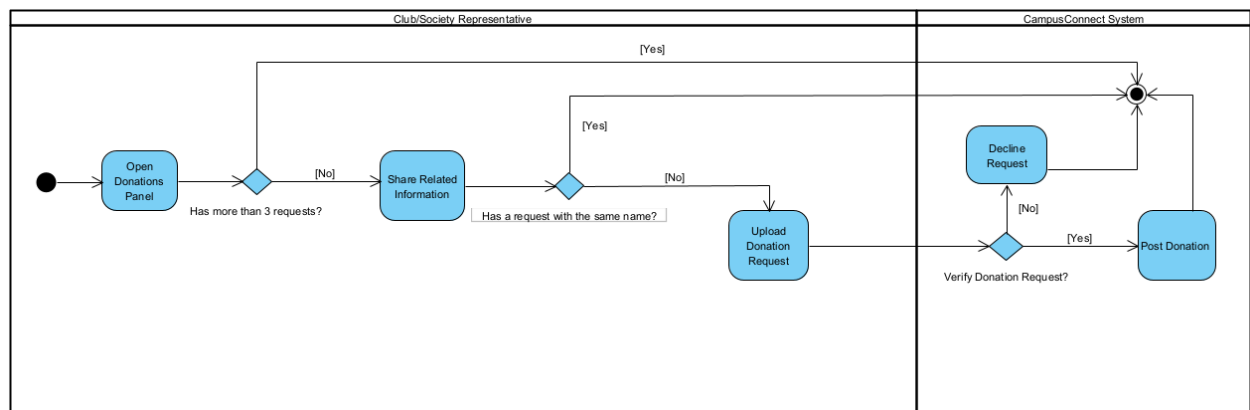 Club/Society Representative
CampusConnect System
[Yes]
[Yes]
Open
Donations
Panel
[No]
Has more than 3 requests?
Share Related
Information
[No]
Has a request with the same name?
Upload
Donation
Request
Decline
Request
[No]
[Yes]
Post Donation
Verify Donation Request?